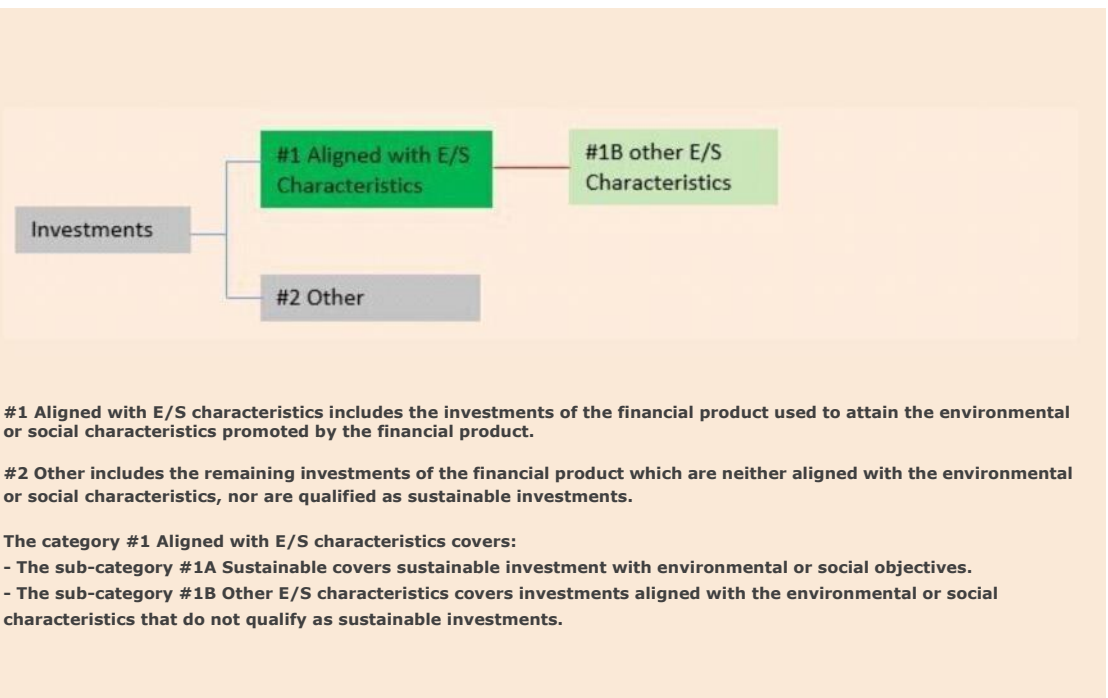 #1 Aligned with E/S
Characteristics
#1B other E/S
Characteristics
Investments
#2 Other
#1 Aligned with E/S characteristics includes the investments of the financial product used to attain the environmental
or social characteristics promoted by the financial product.
#2 Other includes the remaining investments of the financial product which are neither aligned with the environmental
or social characteristics, nor are qualified as sustainable investments.
The category #1 Aligned with E/S characteristics covers:
- The sub-category #1A Sustainable covers sustainable investment with environmental or social objectives.
- The sub-category #1B Other E/S characteristics covers investments aligned with the environmental or social
characteristics that do not qualify as sustainable investments.